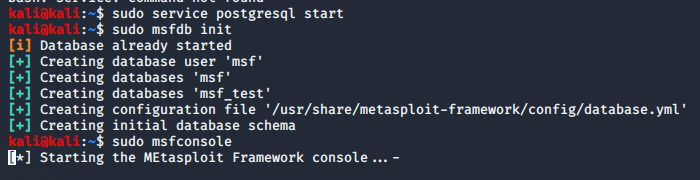 kali@kali:~$ sudo service postgresql start
kali@kali:~$ sudo msfdb init
[i] Database already started
[+] Creating database user 'msf'
[+] Creating databases 'msf'
[+] Creating databases 'msf_test'
[+] Creating configuration file '/usr/share/metasploit-framework/config/database.yml'
[+] Creating initial database schema
kali@kali:~$ sudo msfconsole
[*] Starting the MEtasploit Framework console...-